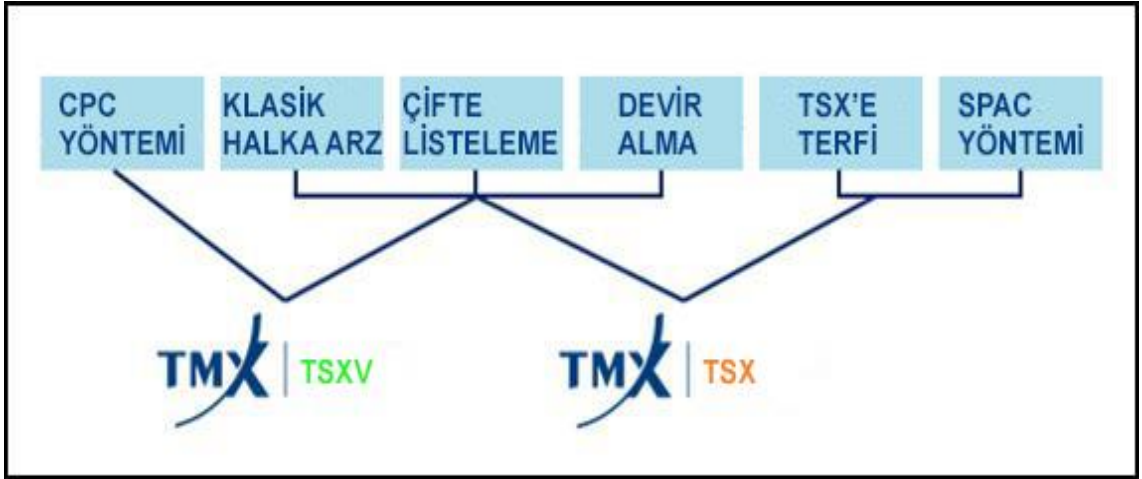 CPC
YÖNTEMİ
KLASİK
HALKA ARZ
ÇİFTE
LİSTELEME
DEVİR
ALMA
TSX'E
TERFİ
SPAC
YÖNTEMİ
TMX | TSXV
TMX | TSX